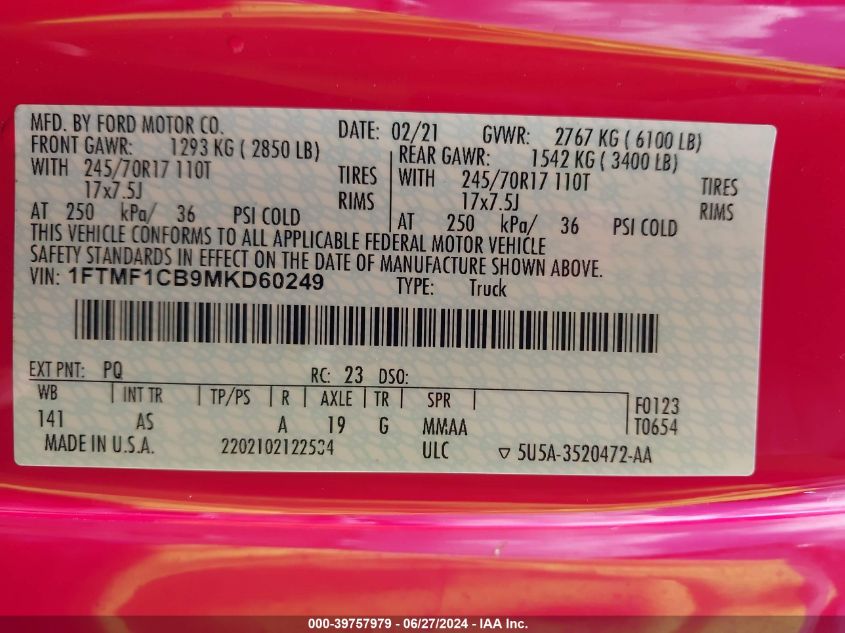 MFD. BY FORD MOTOR CO. DATE: 02/21 GVWR: 2767 KG ( 6100 LB)
FRONT GAWR: 1293 KG ( 2850 LB) REAR GAWR: 1542 KG ( 3400 LB)
WITH 245/70R17 110T TIRES WITH 245/70R17 110T TIRES
17x7.5J RIMS 17x7.5J RIMS
AT 250 kPa/ 36 PSI COLD AT 250 kPa/ 36 PSI COLD
THIS VEHICLE CONFORMS TO ALL APPLICABLE FEDERAL MOTOR VEHICLE
SAFETY STANDARDS IN EFFECT ON THE DATE OF MANUFACTURE SHOWN ABOVE.
VIN: 1FTMF1CB9MKD60249 TYPE: Truck
EXT PNT: PQ RC: 23 DSO:
WB INT TR TP/PS R AXLE TR SPR F0123
141 AS A 19 G MMAA T0654
MADE IN U.S.A. 2202102122534 ULC ▽ 5U5A-3520472-AA
000-39757979 - 06/27/2024 - IAA Inc.